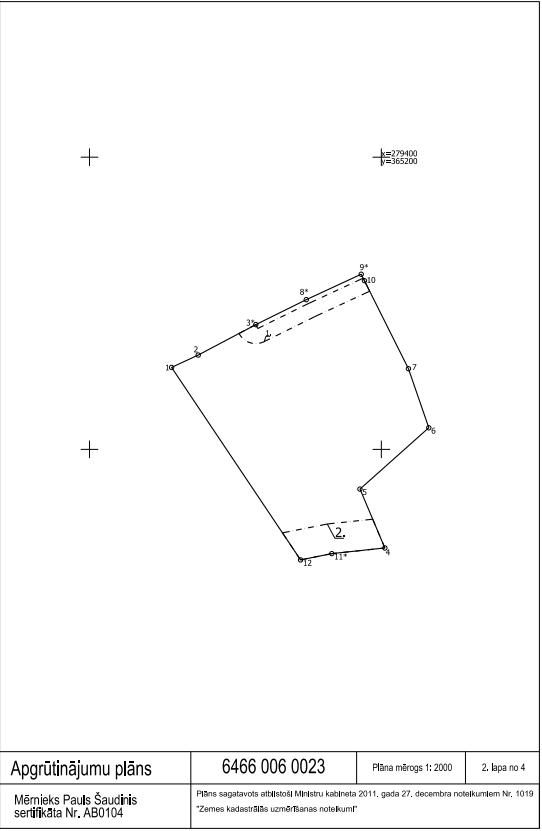 x=279400
y=365200
9*
10
8*
3*
1.
2
1
7
6
5
2.
4
11*
12
Apgrūtinājumu plāns
6466 006 0023
Plāna mērogs 1: 2000
2. lapa no 4
Mērnieks Pauls Šaudinis
sertifikāta Nr. AB0104
Plāns sagatavots atbilstoši Ministru kabineta 2011. gada 27. decembra noteikumiem Nr. 1019
"Zemes kadastrālās uzmērīšanas noteikumi"